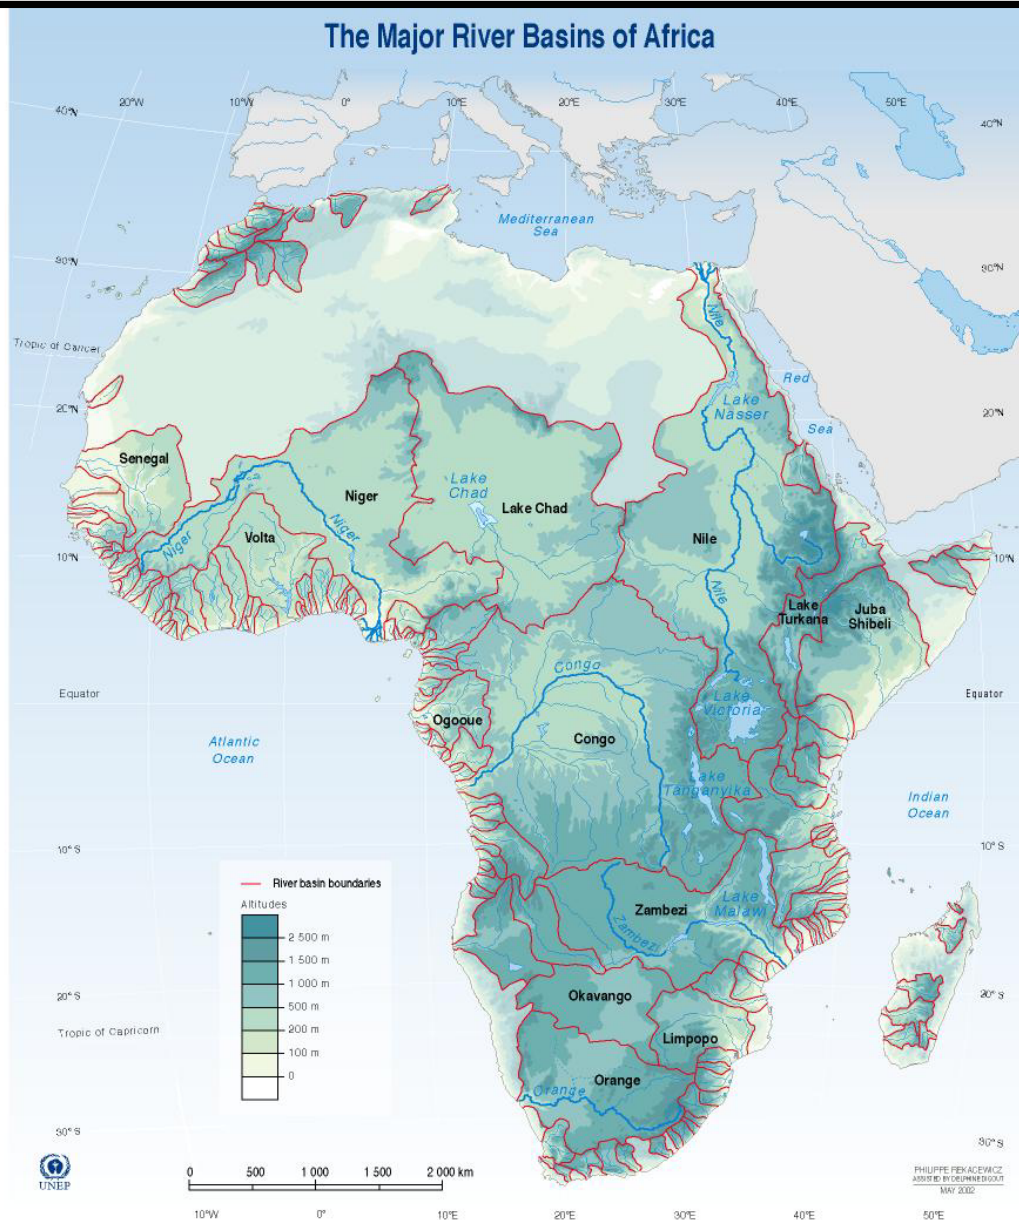 The Major River Basins of Africa
20°W
10°W
0°
10°E
20°E
30°E
40°E
50°E
40°N
40°N
Mediterranean
Sea
30°N
30°N
Nile
Tropic of Cancer
Red
Sea
Lake
Nasser
20°N
20°N
Senegal
Niger
Lake
Chad
Lake Chad
Niger
Niger
Volta
Nile
10°N
10°N
Nile
Lake
Turkana
Juba
Shibeli
Congo
Equator
Equator
Lake
Victoria
Ogooue
Congo
Atlantic
Ocean
Lake
Tanganyika
Indian
Ocean
10° S
10° S
River basin boundaries
Altitudes
2 500 m
1 500 m
1 000 m
500 m
200 m
100 m
0
Zambezi
Lake
Malawi
Zambezi
20° S
20° S
Okavango
Tropic of Capricorn
Limpopo
Orange
Orange
30° S
30° S
UNEP
0
500
1 000
1 500
2 000 km
PHILIPPE REKACEWICZ
ASSISTED BY DELPHINE DIGOUT
MAY 2002
10°W
0°
10°E
20°E
30°E
40°E
50°E